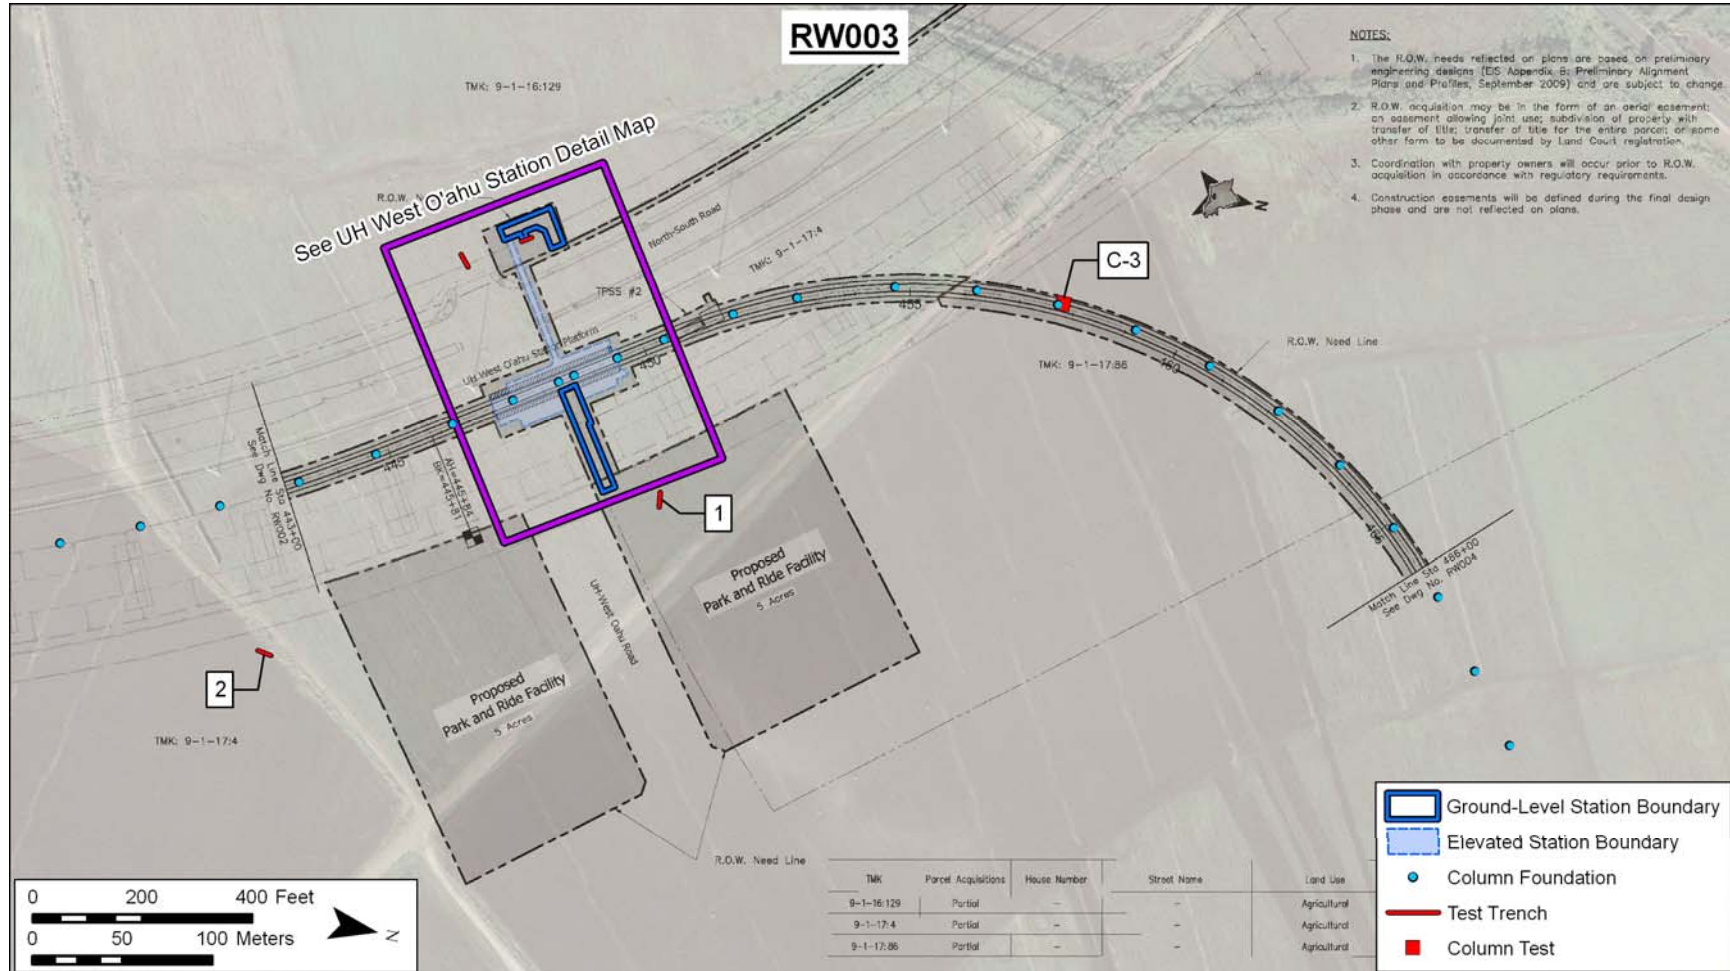 RW003
NOTES:
1. The R.O.W. needs reflected on plans are based on preliminary
engineering designs (EIS Appendix B: Preliminary Alignment
Plans and Profiles, September 2009) and are subject to change.
2. R.O.W. acquisition may be in the form of an aerial easement;
an easement allowing joint use; subdivision of property with
transfer of title; transfer of title for the entire parcel; or some
other form to be documented by Land Court registration.
3. Coordination with property owners will occur prior to R.O.W.
acquisition in accordance with regulatory requirements.
4. Construction easements will be defined during the final design
phase and are not reflected on plans.
TMK: 9-1-16:129
See UH West O'ahu Station Detail Map
R.O.W. N
North-South Road
TMK: 9-1-17:4
TPSS #2
C-3
N
UH-West O'ahu Station Platform
455
450
460
445
465
R.O.W. Need Line
TMK: 9-1-17:86
Match Line Sta 443+00
See Dwg No. RW002
AH=445+84
BK=445+81
1
2
Proposed
Park and Ride Facility
5 Acres
UH-West Oahu Road
Proposed
Park and Ride Facility
5 Acres
Match Line Sta 466+00
See Dwg No. RW004
TMK: 9-1-17:4
R.O.W. Need Line
TMK Parcel Acquisitions House Number Street Name Land Use
9-1-16:129 Partial - - Agricultural
9-1-17:4 Partial - - Agricultural
9-1-17:86 Partial - - Agricultural
0 200 400 Feet
0 50 100 Meters
N
Ground-Level Station Boundary
Elevated Station Boundary
Column Foundation
Test Trench
Column Test